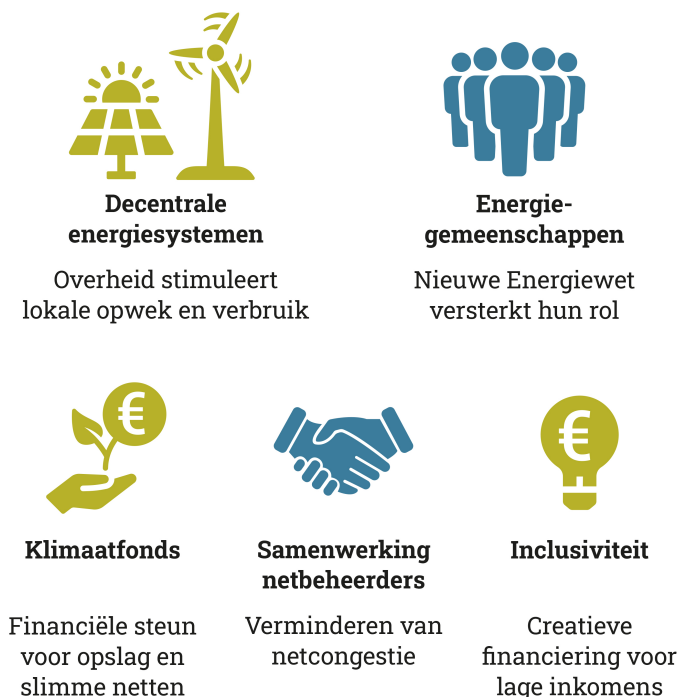 Decentrale
energiesystemen
Overheid stimuleert
lokale opwek en verbruik
Energie-
gemeenschappen
Nieuwe Energiewet
versterkt hun rol
€
Klimaatfonds
Financiële steun
voor opslag en
slimme netten
Samenwerking
netbeheerders
Verminderen van
netcongestie
€
Inclusiviteit
Creatieve
financiering voor
lage inkomens